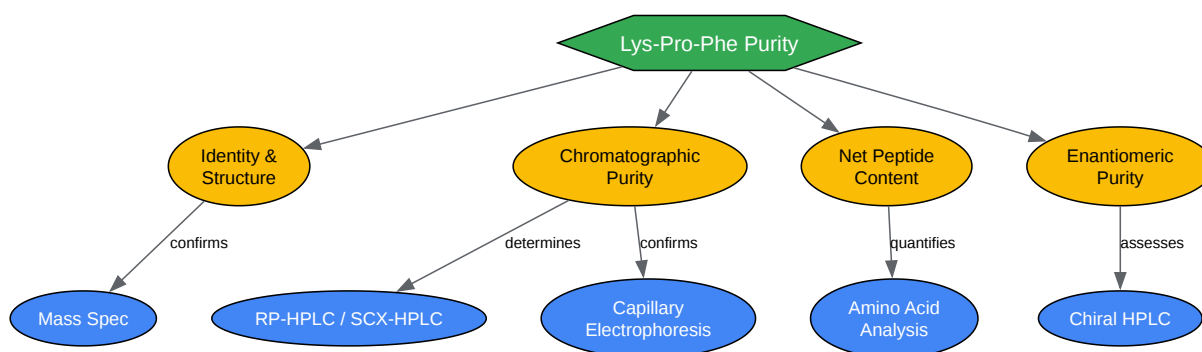 Lys-Pro-Phe Purity
Identity &
Structure
Chromatographic
Purity
Net Peptide
Content
Enantiomeric
Purity
confirms
determines
confirms
quantifies
assesses
Mass Spec
RP-HPLC / SCX-HPLC
Capillary
Electrophoresis
Amino Acid
Analysis
Chiral HPLC